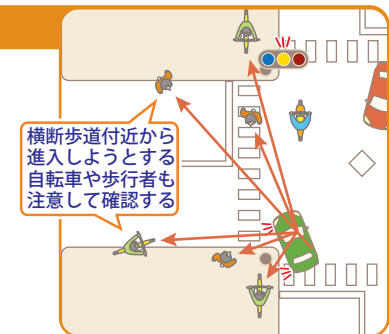 横断歩道付近から
進入しようとする
自転車や歩行者も
注意して確認する